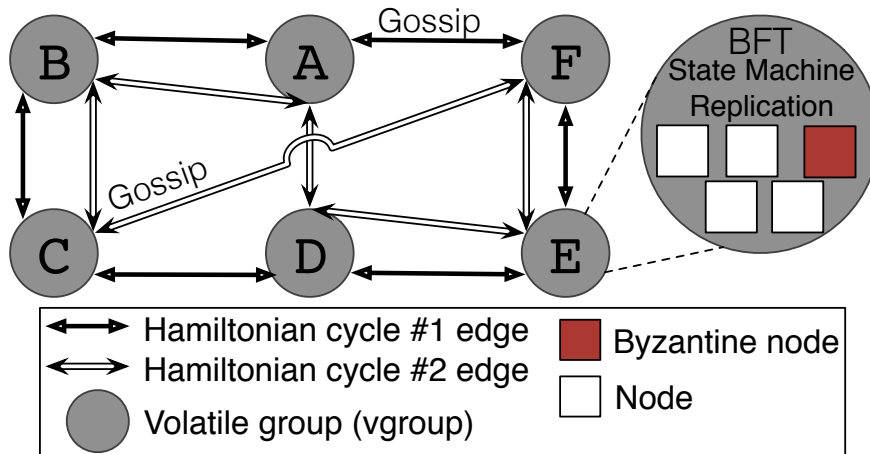 Gossip
BFT
State Machine
Replication
B
A
F
Gossip
C
D
E
Hamiltonian cycle #1 edge
Hamiltonian cycle #2 edge
Volatile group (vgroup)
Byzantine node
Node